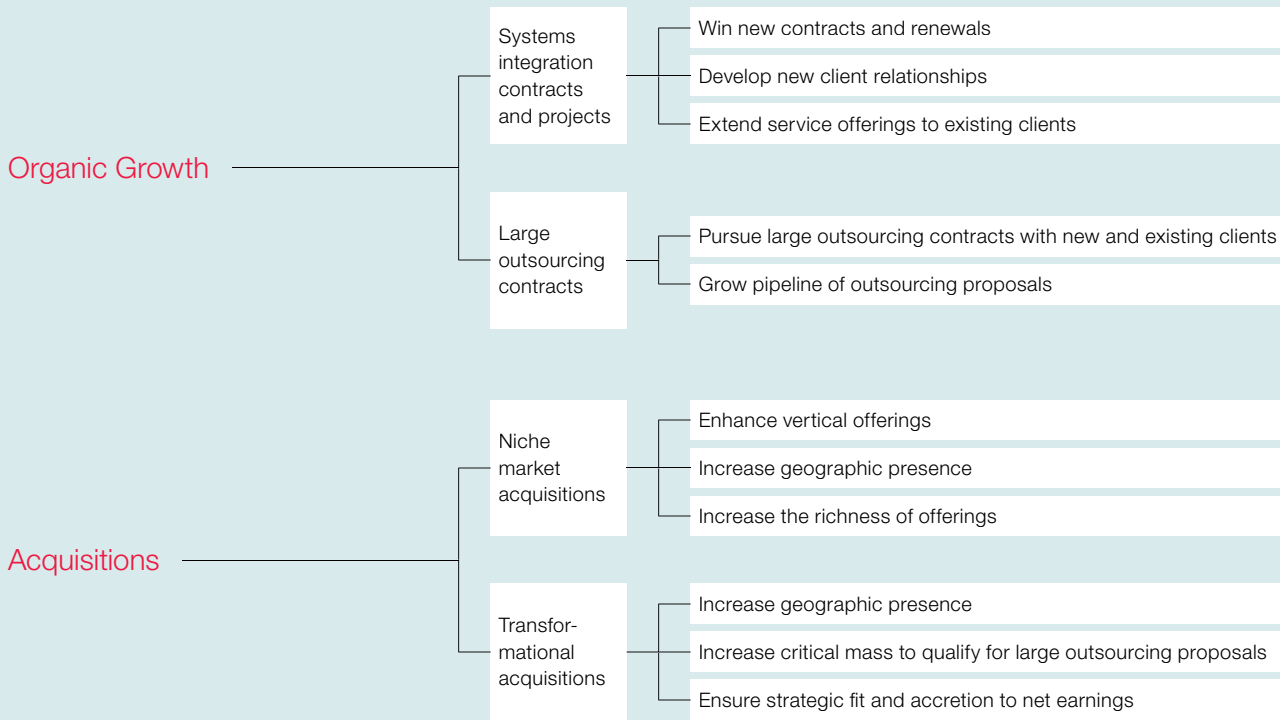 Organic Growth
Systems
integration
contracts
and projects
Win new contracts and renewals
Develop new client relationships
Extend service offerings to existing clients
Large
outsourcing
contracts
Pursue large outsourcing contracts with new and existing clients
Grow pipeline of outsourcing proposals
Acquisitions
Niche
market
acquisitions
Enhance vertical offerings
Increase geographic presence
Increase the richness of offerings
Transfor-
mational
acquisitions
Increase geographic presence
Increase critical mass to qualify for large outsourcing proposals
Ensure strategic fit and accretion to net earnings